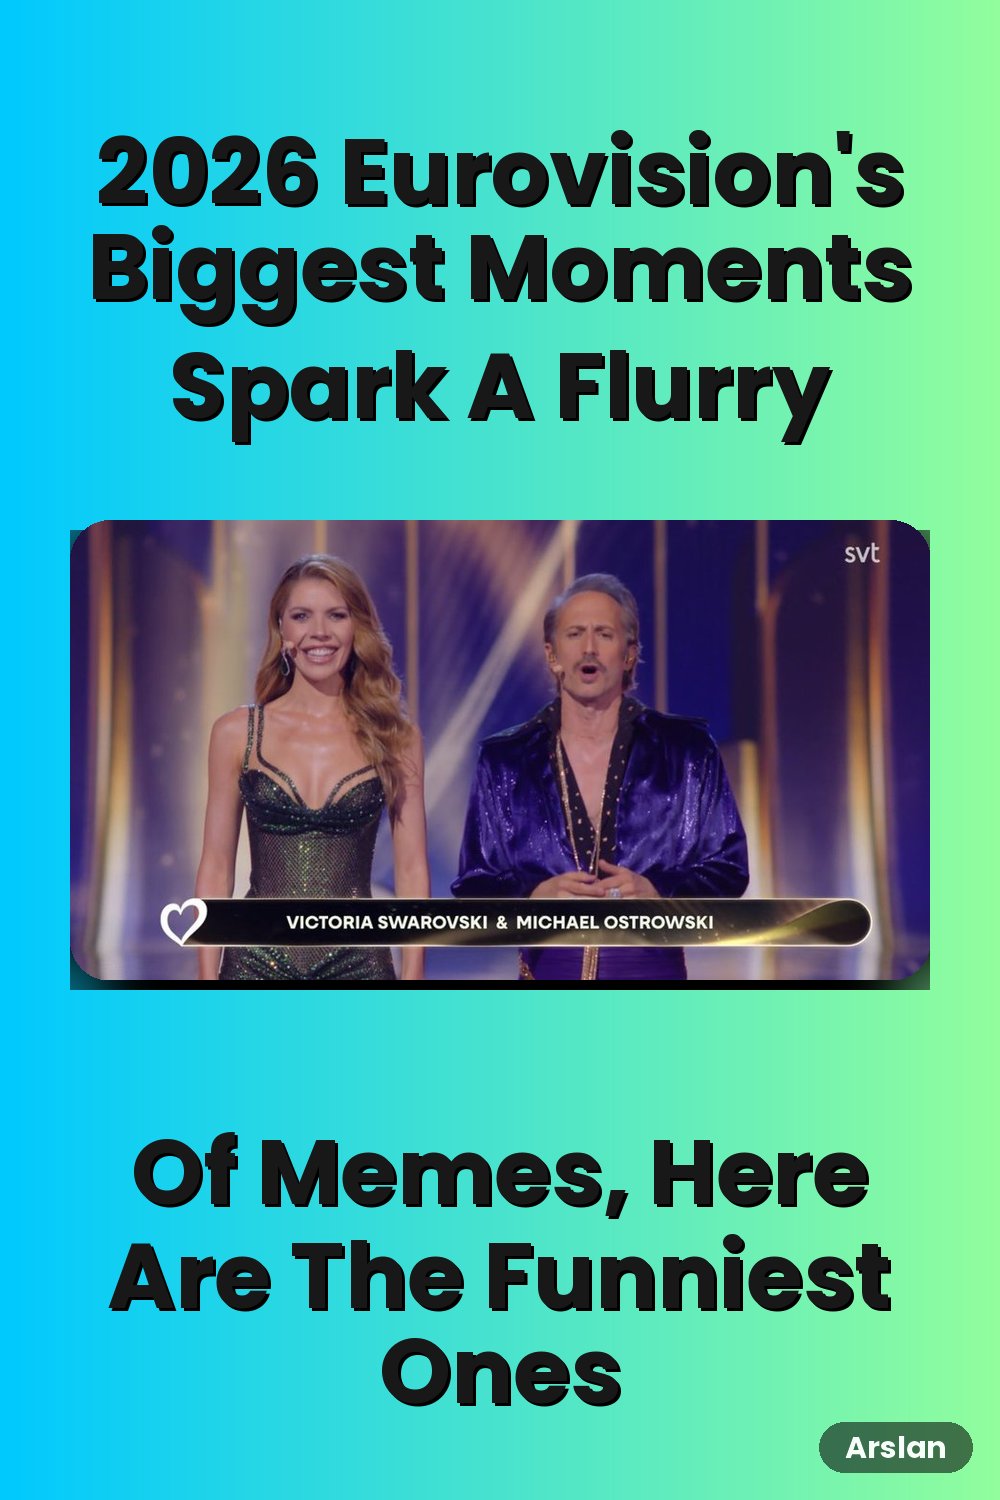 2026 Eurovision's
Biggest Moments
Spark A Flurry
svt
VICTORIA SWAROVSKI & MICHAEL OSTROWSKI
Of Memes, Here
Are The Funniest
Ones
Arslan